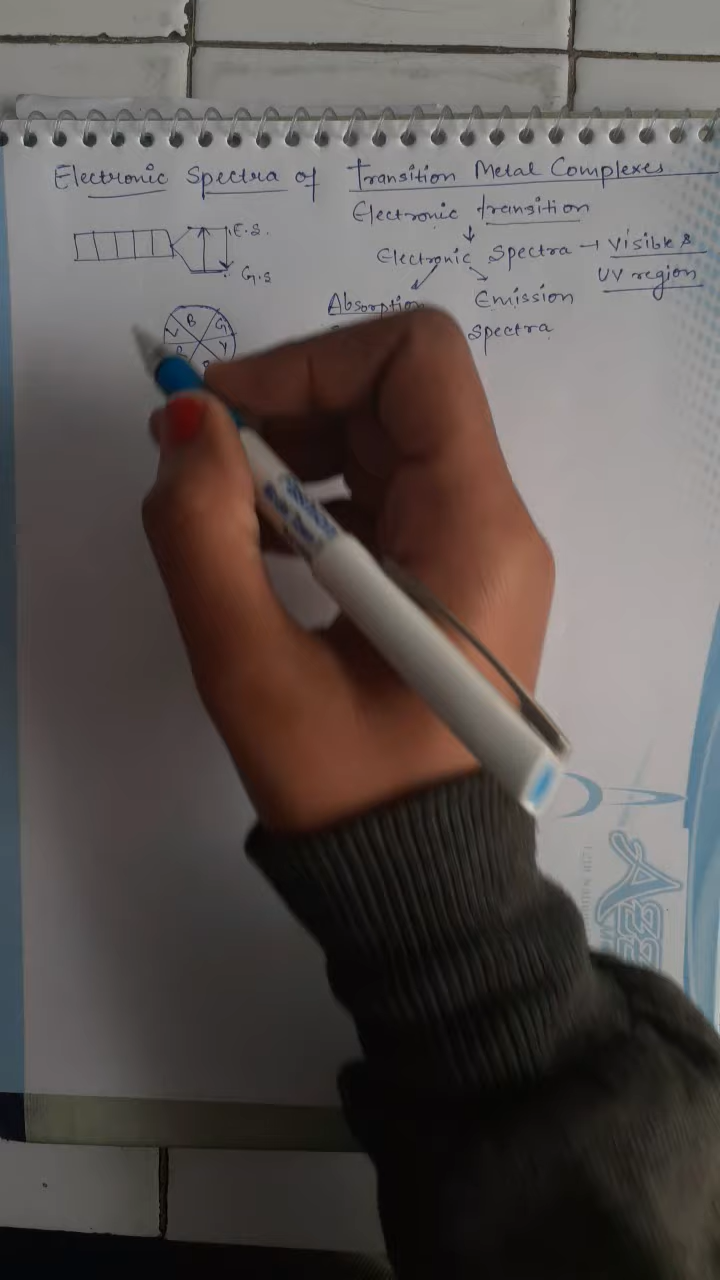 Electronic Spectra of Transition Metal Complexes
Electronic transition
E.S.
G.S
Electronic Spectra → Visible &
UV region
Absorption
Emission
Spectra
V B G
R Y